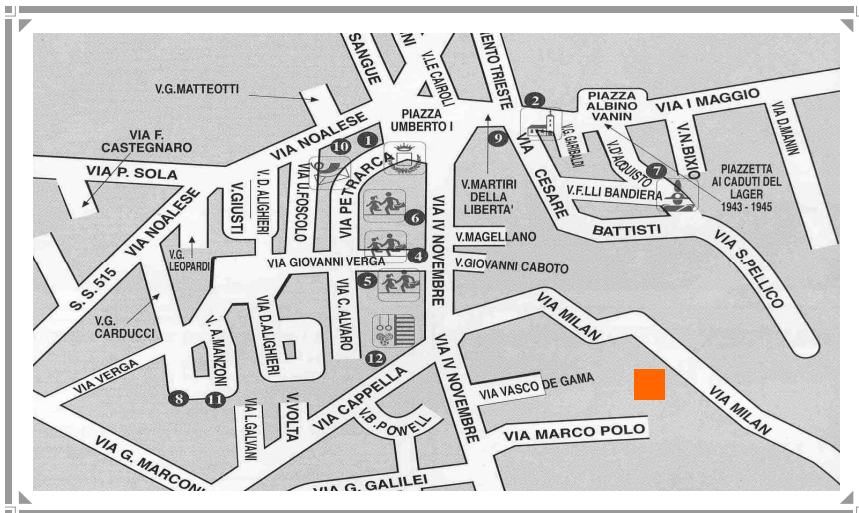 SANGUE
NI
V.LE CAIROLI
ENTO TRIESTE
V.G.MATTEOTTI
VIA NOALESE
PIAZZA
UMBERTO I
2
PIAZZA
ALBINO
VANIN
VIA I MAGGIO
VIA D.MANIN
VIA F.
CASTEGNARO
VIA P. SOLA
1
10
9
VIA CESARE
BATTISTI
V.G. GARIBALDI
V.D'ACQUISTO
7
V.N.BIXIO
PIAZZETTA
AI CADUTI DEL
LAGER
1943 - 1945
V.F.LLI BANDIERA
V.MARTIRI
DELLA
LIBERTA'
VIA PETRARCA
VIA U.FOSCOLO
V. D. ALIGHIERI
V.GIUSTI
VIA NOALESE
S.S. 515
6
VIA IV NOVEMBRE
V.MAGELLANO
V.GIOVANNI CABOTO
4
VIA GIOVANNI VERGA
5
V.G.
LEOPARDI
VIA S.PELLICO
V.G.
CARDUCCI
V. A.MANZONI
VIA D.ALIGHIERI
VIA C. ALVARO
12
VIA MILAN
VIA VERGA
8
11
VIA L.GALVANI
V.VOLTA
VIA CAPPELLA
VIA IV NOVEMBRE
VIA VASCO DE GAMA
VIA MILAN
V.B.POWELL
VIA MARCO POLO
VIA G. MARCONI
VIA G. GALILEI